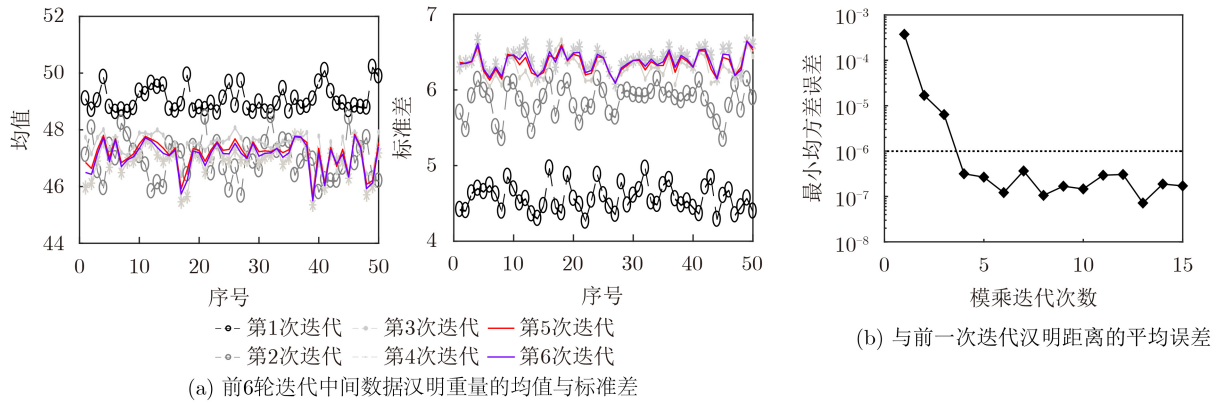 52
50
48
46
44
均值
0
10
20
30
40
50
序号
7
6
5
4
标准差
0
10
20
30
40
50
序号
第1次迭代
第3次迭代
第5次迭代
第2次迭代
第4次迭代
第6次迭代
(a) 前6轮迭代中间数据汉明重量的均值与标准差
10⁻³
10⁻⁴
10⁻⁵
10⁻⁶
10⁻⁷
10⁻⁸
最小均方差误差
0
5
10
15
模乘迭代次数
(b) 与前一次迭代汉明距离的平均误差